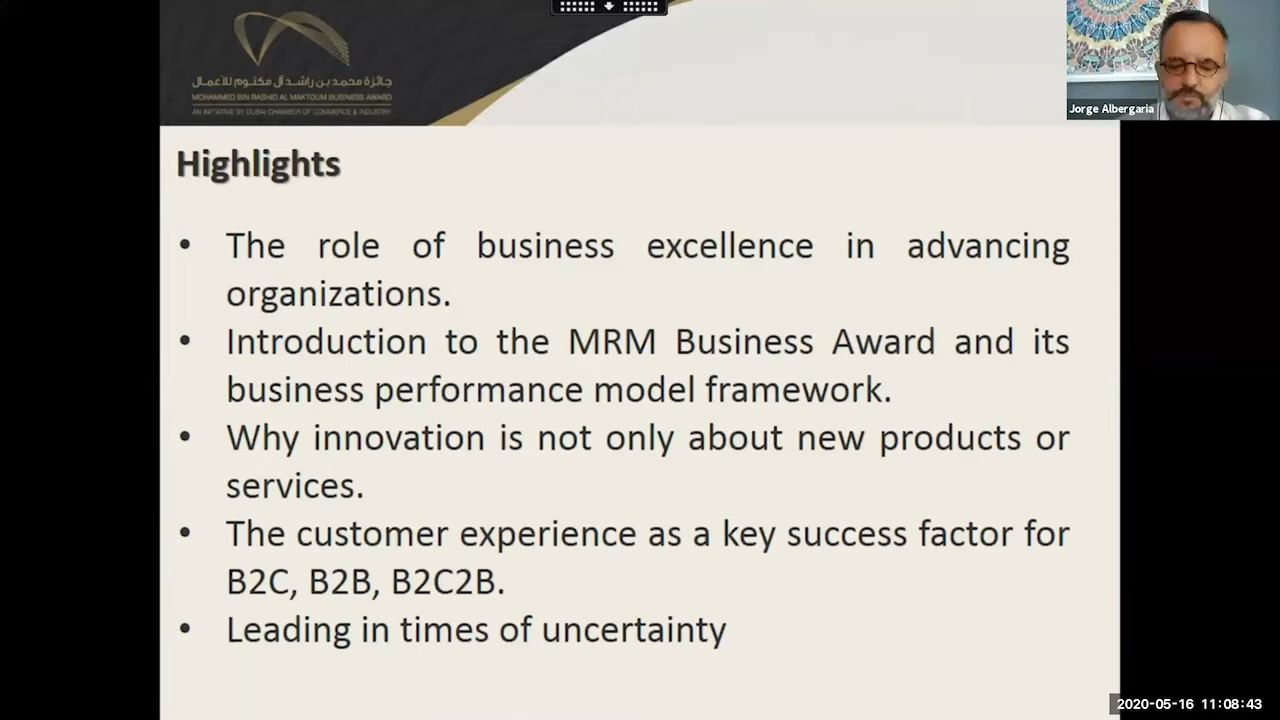 جائزة محمد بن راشد آل مكتوم للأعمال
MOHAMMED BIN RASHID AL MAKTOUM BUSINESS AWARD
AN INITIATIVE BY DUBAI CHAMBER OF COMMERCE & INDUSTRY
Jorge Albergaria
Highlights
• The role of business excellence in advancing
organizations.
• Introduction to the MRM Business Award and its
business performance model framework.
• Why innovation is not only about new products or
services.
• The customer experience as a key success factor for
B2C, B2B, B2C2B.
• Leading in times of uncertainty
2020-05-16 11:08:43